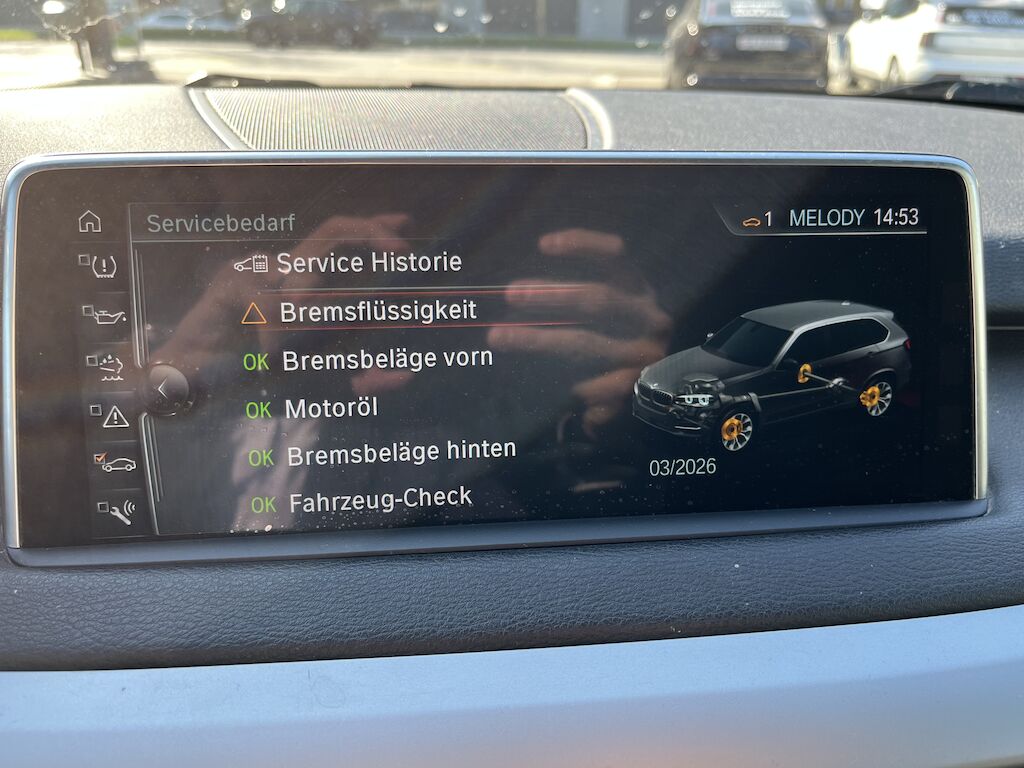 Servicebedarf
1 MELODY 14:53
Service Historie
Bremsflüssigkeit
OK Bremsbeläge vorn
OK Motoröl
OK Bremsbeläge hinten
OK Fahrzeug-Check
03/2026